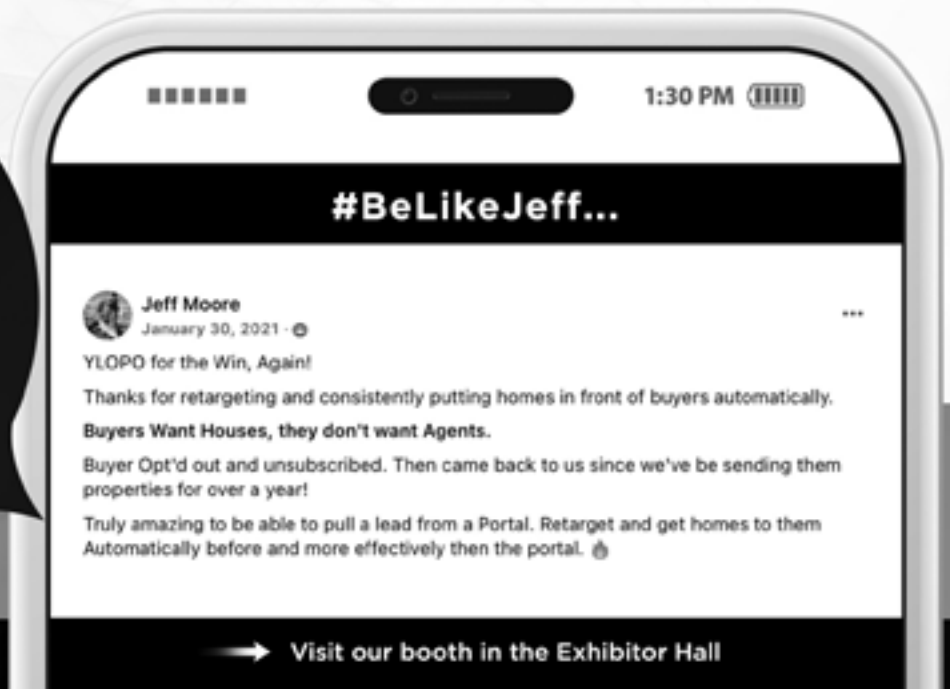 1:30 PM
#BeLikeJeff...
Jeff Moore
January 30, 2021 ·
YLOPO for the Win, Again!
Thanks for retargeting and consistently putting homes in front of buyers automatically.
Buyers Want Houses, they don't want Agents.
Buyer Opt'd out and unsubscribed. Then came back to us since we've be sending them
properties for over a year!
Truly amazing to be able to pull a lead from a Portal. Retarget and get homes to them
Automatically before and more effectively then the portal. 🔥
Visit our booth in the Exhibitor Hall